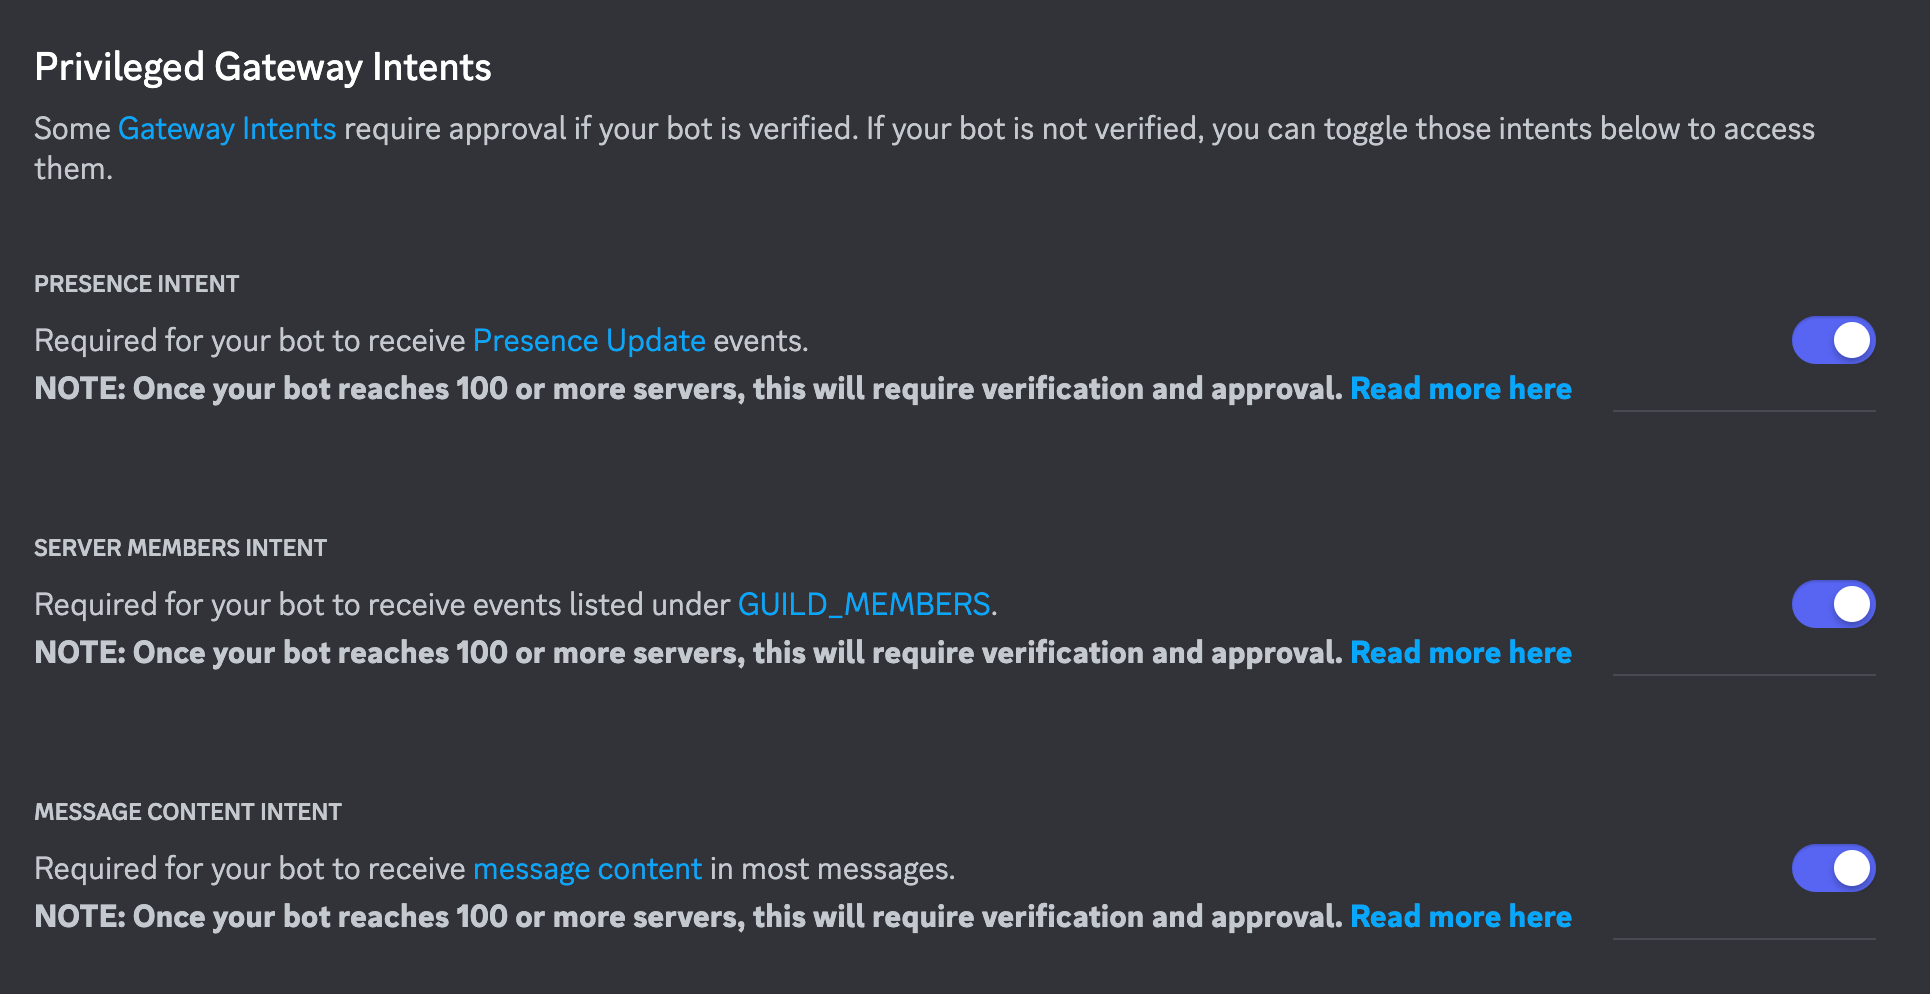 Privileged Gateway Intents
Some Gateway Intents require approval if your bot is verified. If your bot is not verified, you can toggle those intents below to access
them.
PRESENCE INTENT
Required for your bot to receive Presence Update events.
NOTE: Once your bot reaches 100 or more servers, this will require verification and approval. Read more here
SERVER MEMBERS INTENT
Required for your bot to receive events listed under GUILD_MEMBERS.
NOTE: Once your bot reaches 100 or more servers, this will require verification and approval. Read more here
MESSAGE CONTENT INTENT
Required for your bot to receive message content in most messages.
NOTE: Once your bot reaches 100 or more servers, this will require verification and approval. Read more here